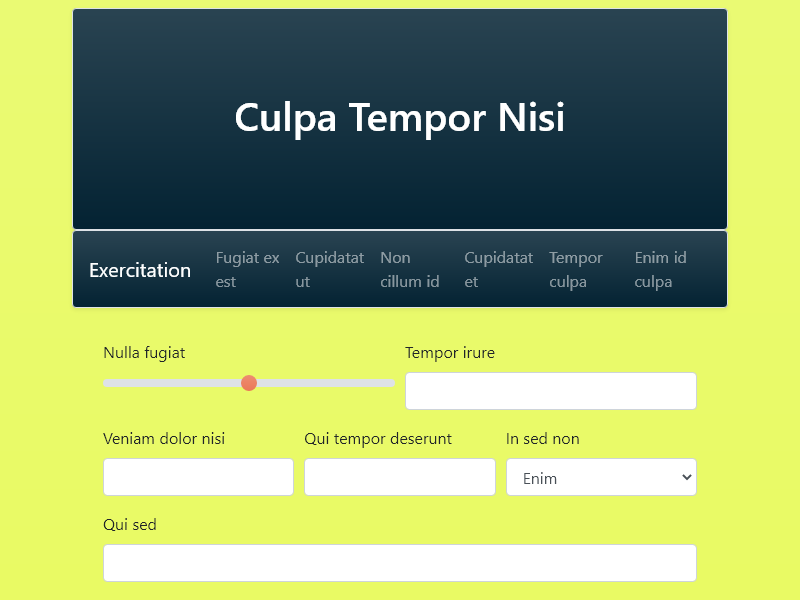 Culpa Tempor Nisi
Exercitation
Fugiat ex
est
Cupidatat
ut
Non
cillum id
Cupidatat
et
Tempor
culpa
Enim id
culpa
Nulla fugiat
Tempor irure
Veniam dolor nisi
Qui tempor deserunt
In sed non
Enim
Qui sed